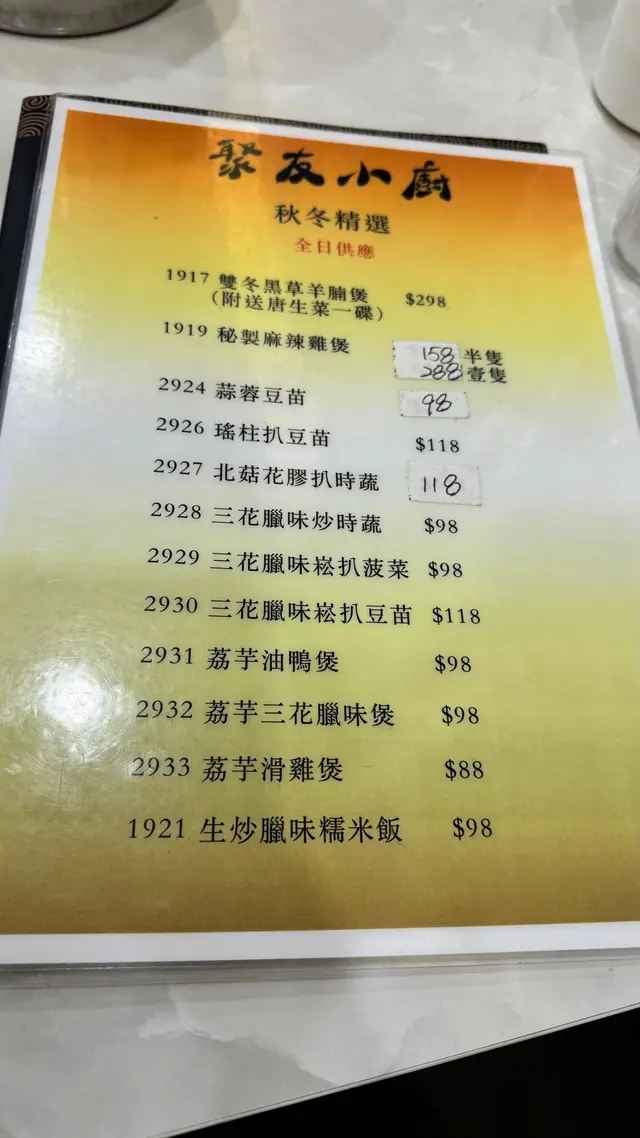 聚友小廚
秋冬精選
全日供應
1917 雙冬黑草羊腩煲 $298
（附送唐生菜一碟）
1919 秘製麻辣雞煲 158 半隻
288 壹隻
2924 蒜蓉豆苗 98
2926 瑤柱扒豆苗 $118
2927 北菇花膠扒時蔬 118
2928 三花臘味炒時蔬 $98
2929 三花臘味崧扒菠菜 $98
2930 三花臘味崧扒豆苗 $118
2931 荔芋油鴨煲 $98
2932 荔芋三花臘味煲 $98
2933 荔芋滑雞煲 $88
1921 生炒臘味糯米飯 $98